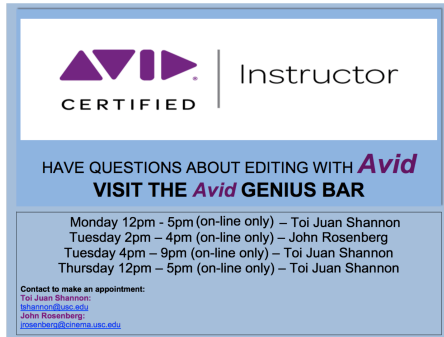 AVID
CERTIFIED
Instructor
HAVE QUESTIONS ABOUT EDITING WITH Avid
VISIT THE Avid GENIUS BAR
Monday 12pm - 5pm (on-line only) – Toi Juan Shannon
Tuesday 2pm – 4pm (on-line only) – John Rosenberg
Tuesday 4pm – 9pm (on-line only) – Toi Juan Shannon
Thursday 12pm – 5pm (on-line only) – Toi Juan Shannon
Contact to make an appointment:
Toi Juan Shannon:
tshannon@usc.edu
John Rosenberg:
jrosenberg@cinema.usc.edu